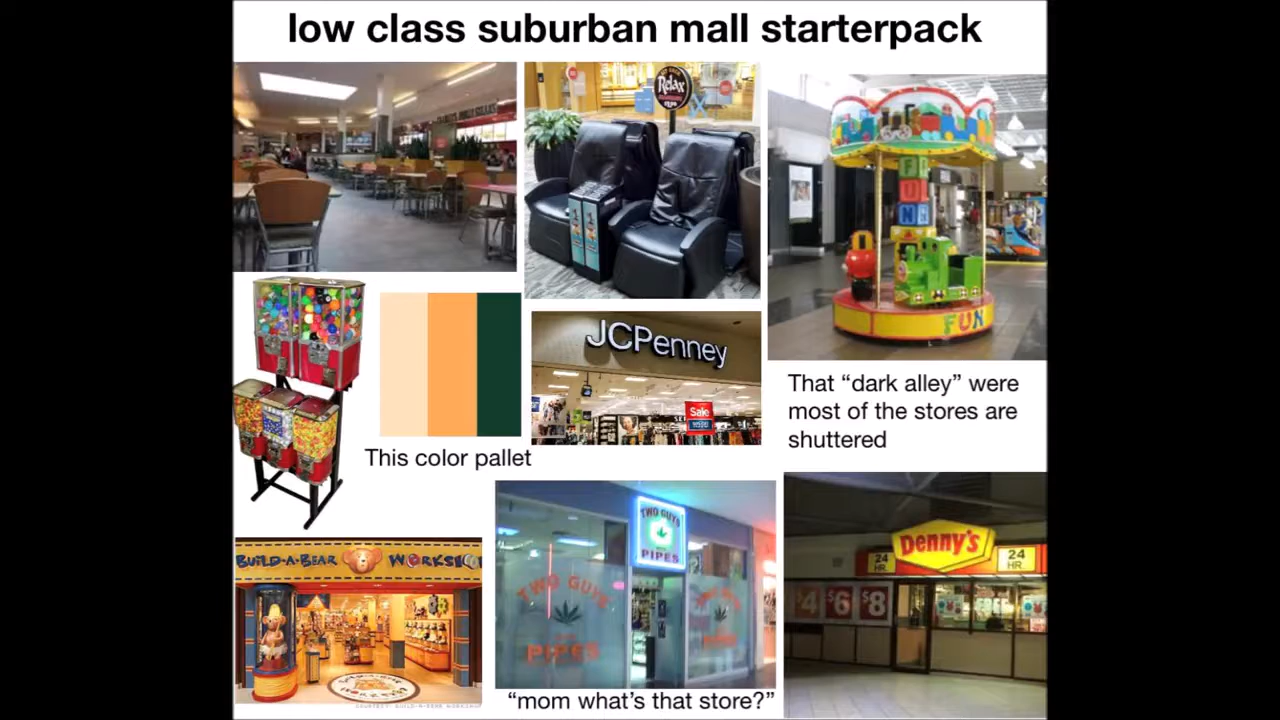 low class suburban mall starterpack
Relax
FUN
FUN
That “dark alley” were
most of the stores are
shuttered
JCPenney
Sale
This color pallet
BUILD-A-BEAR WORKSHO
TWO GUYS
PIPES
TWO GUYS
PIPES
“mom what’s that store?”
Denny's
24
HR.
24
HR.
$4 $6 $8